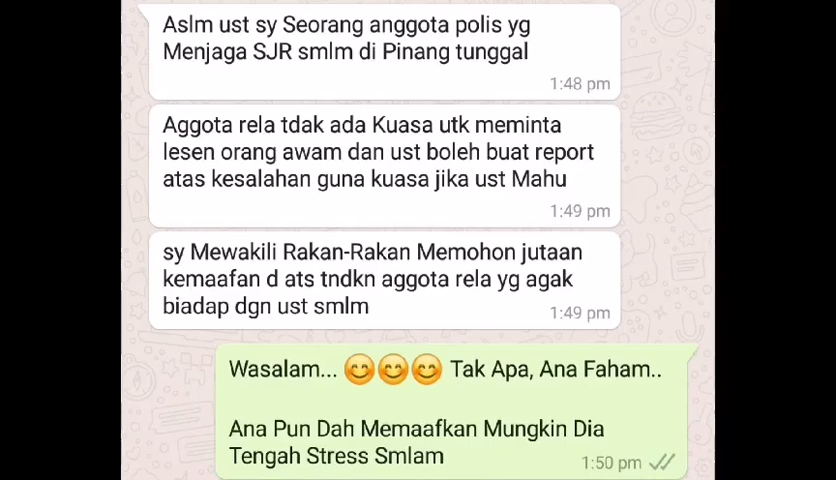 Aslm ust sy Seorang anggota polis yg
Menjaga SJR smlm di Pinang tunggal
1:48 pm
Aggota rela tdak ada Kuasa utk meminta
lesen orang awam dan ust boleh buat report
atas kesalahan guna kuasa jika ust Mahu
1:49 pm
sy Mewakili Rakan-Rakan Memohon jutaan
kemaafan d ats tndkn aggota rela yg agak
biadap dgn ust smlm
1:49 pm
Wasalam... 😊😊😊 Tak Apa, Ana Faham..
Ana Pun Dah Memaafkan Mungkin Dia
Tengah Stress Smlam
1:50 pm